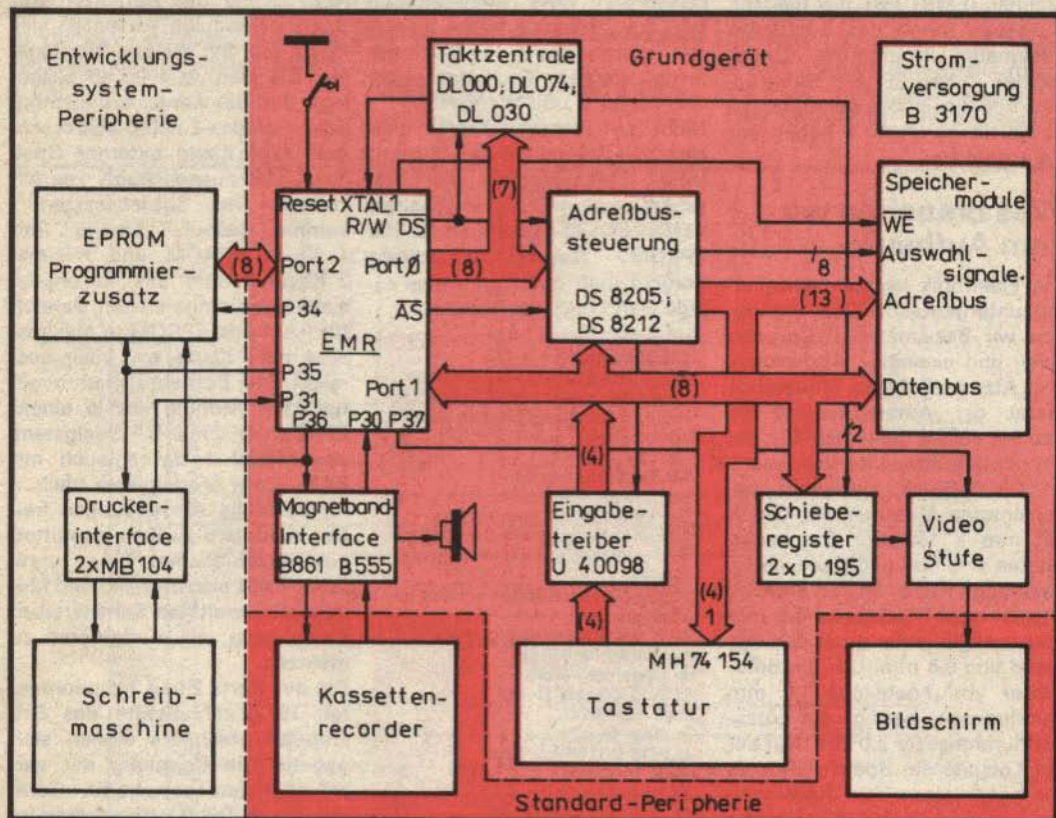 Entwicklungs-
system-
Peripherie
Taktzentrale
DL000, DL074,
DL 030
Grundgerät
Strom-
versorgung
B 3170
EPROM
Programmier-
zusatz
(8)
Reset XTAL1
R/W DS
Port 2
Port 0
P34
AS
EMR
P35
P31
Port 1
P36 P30 P37
(7)
(8)
Adreßbus-
steuerung
DS 8205;
DS 8212
Speicher-
module
WE
Auswahl-
signale.
8
(13)
Adreßbus
(8)
Datenbus
2
Drucker-
interface
2xMB 104
Magnetband-
Interface
B861 B555
(4)
Eingabe-
treiber
U 40098
Schiebe-
register
2xD 195
Video
Stufe
(4)
(4)
1
Schreib-
maschine
Kassetten-
recorder
MH 74 154
Tastatur
Bildschirm
Standard-Peripherie